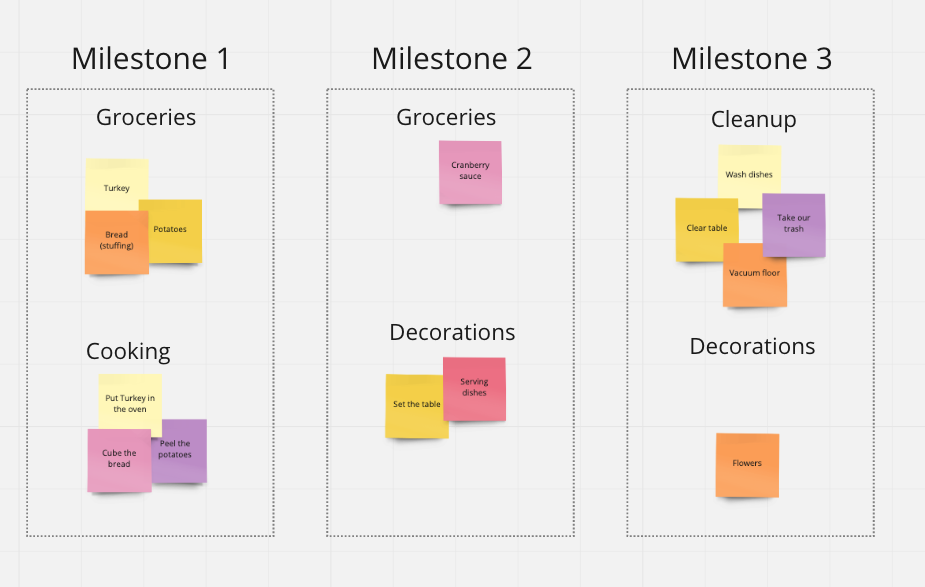 Milestone 1
Groceries
Turkey
Potatoes
Bread
(stuffing)
Cooking
Put Turkey in
the oven
Peel the
potatoes
Cube the
bread
Milestone 2
Groceries
Cranberry
sauce
Decorations
Serving
dishes
Set the table
Milestone 3
Cleanup
Wash dishes
Clear table
Take our
trash
Vacuum floor
Decorations
Flowers